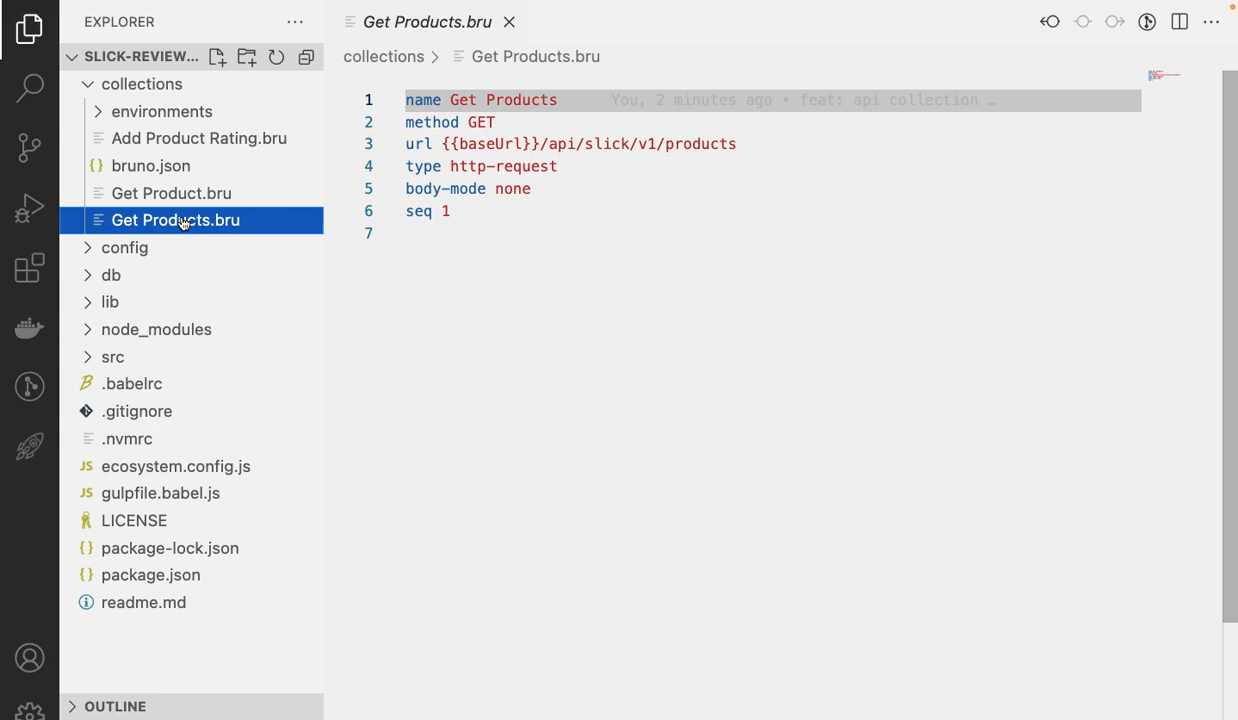 EXPLORER
SLICK-REVIEW...
collections
environments
Add Product Rating.bru
{} bruno.json
Get Product.bru
Get Products.bru
config
db
lib
node_modules
src
.babelrc
.gitignore
.nvmrc
JS ecosystem.config.js
JS gulpfile.babel.js
LICENSE
{} package-lock.json
{} package.json
readme.md
OUTLINE
Get Products.bru
collections > Get Products.bru
1 name Get Products You, 2 minutes ago • feat: api collection …
2 method GET
3 url {{baseUrl}}/api/slick/v1/products
4 type http-request
5 body-mode none
6 seq 1
7